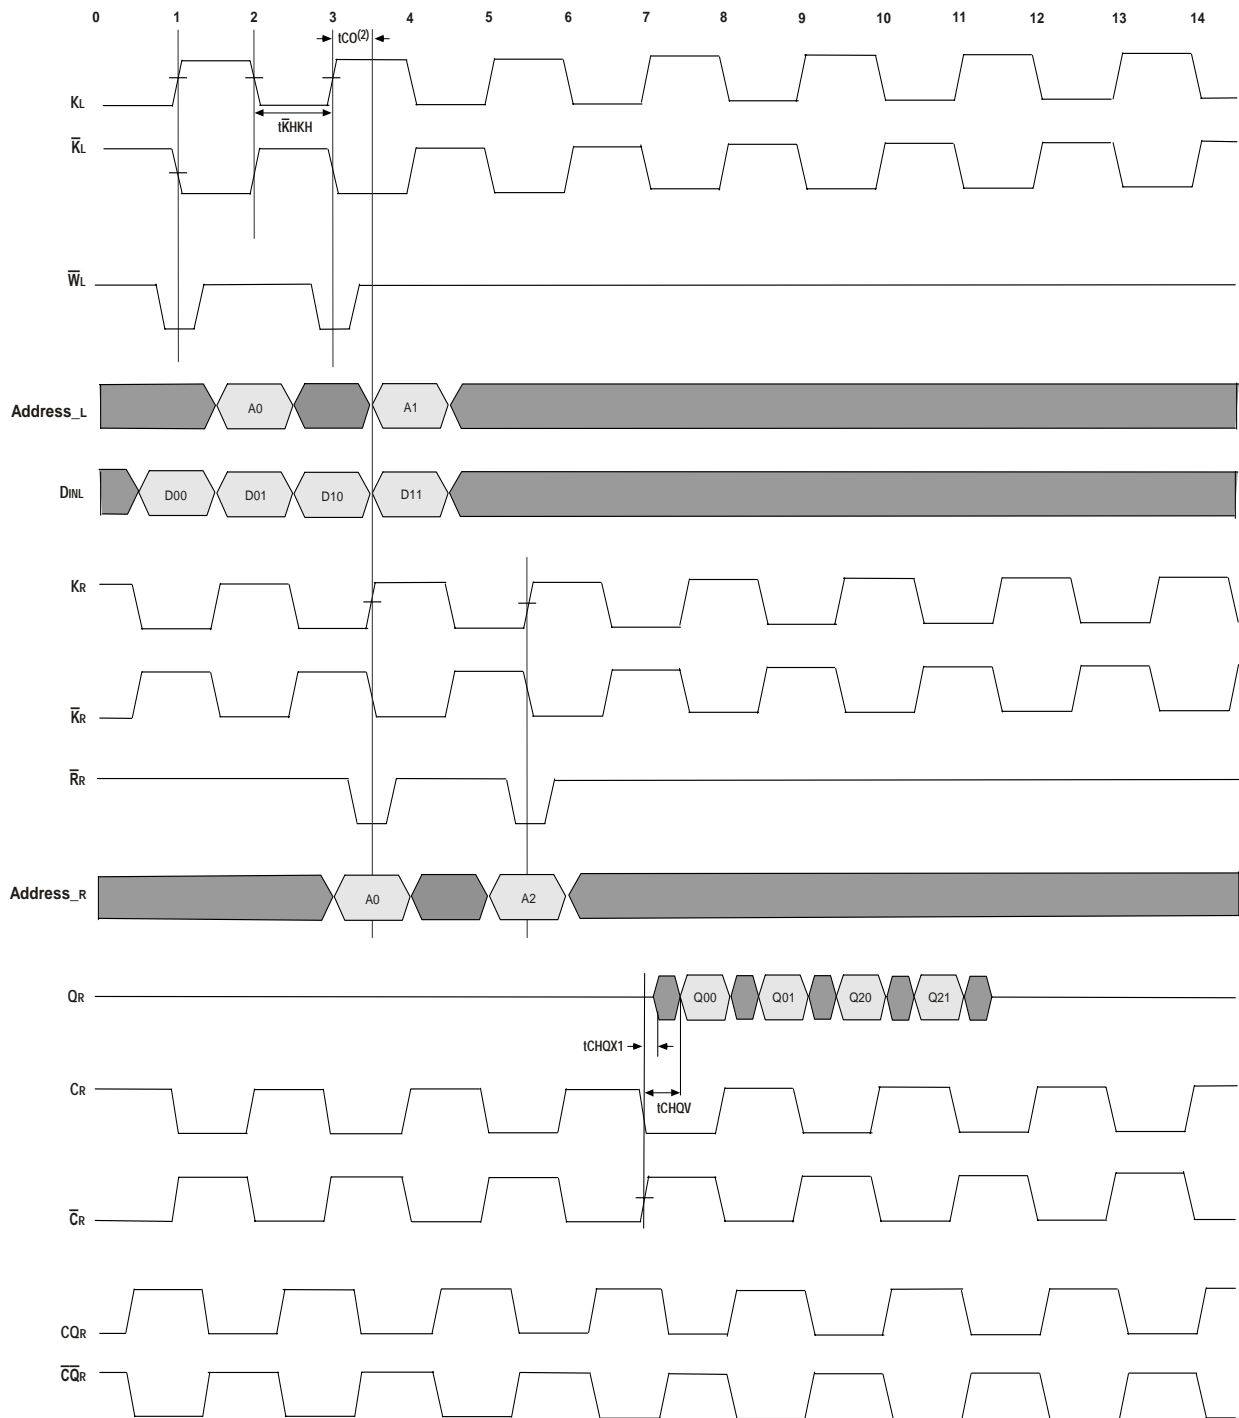 0 1 2 3 4 5 6 7 8 9 10 11 12 13 14
tCO(2)
KL
tK̅HKH
K̅L
W̅L
Address_L A0 A1
DINL D00 D01 D10 D11
KR
K̅R
R̅R
Address_R A0 A2
QR Q00 Q01 Q20 Q21
tCHQX1
CR
tCHQV
C̅R
CQR
C̅Q̅R